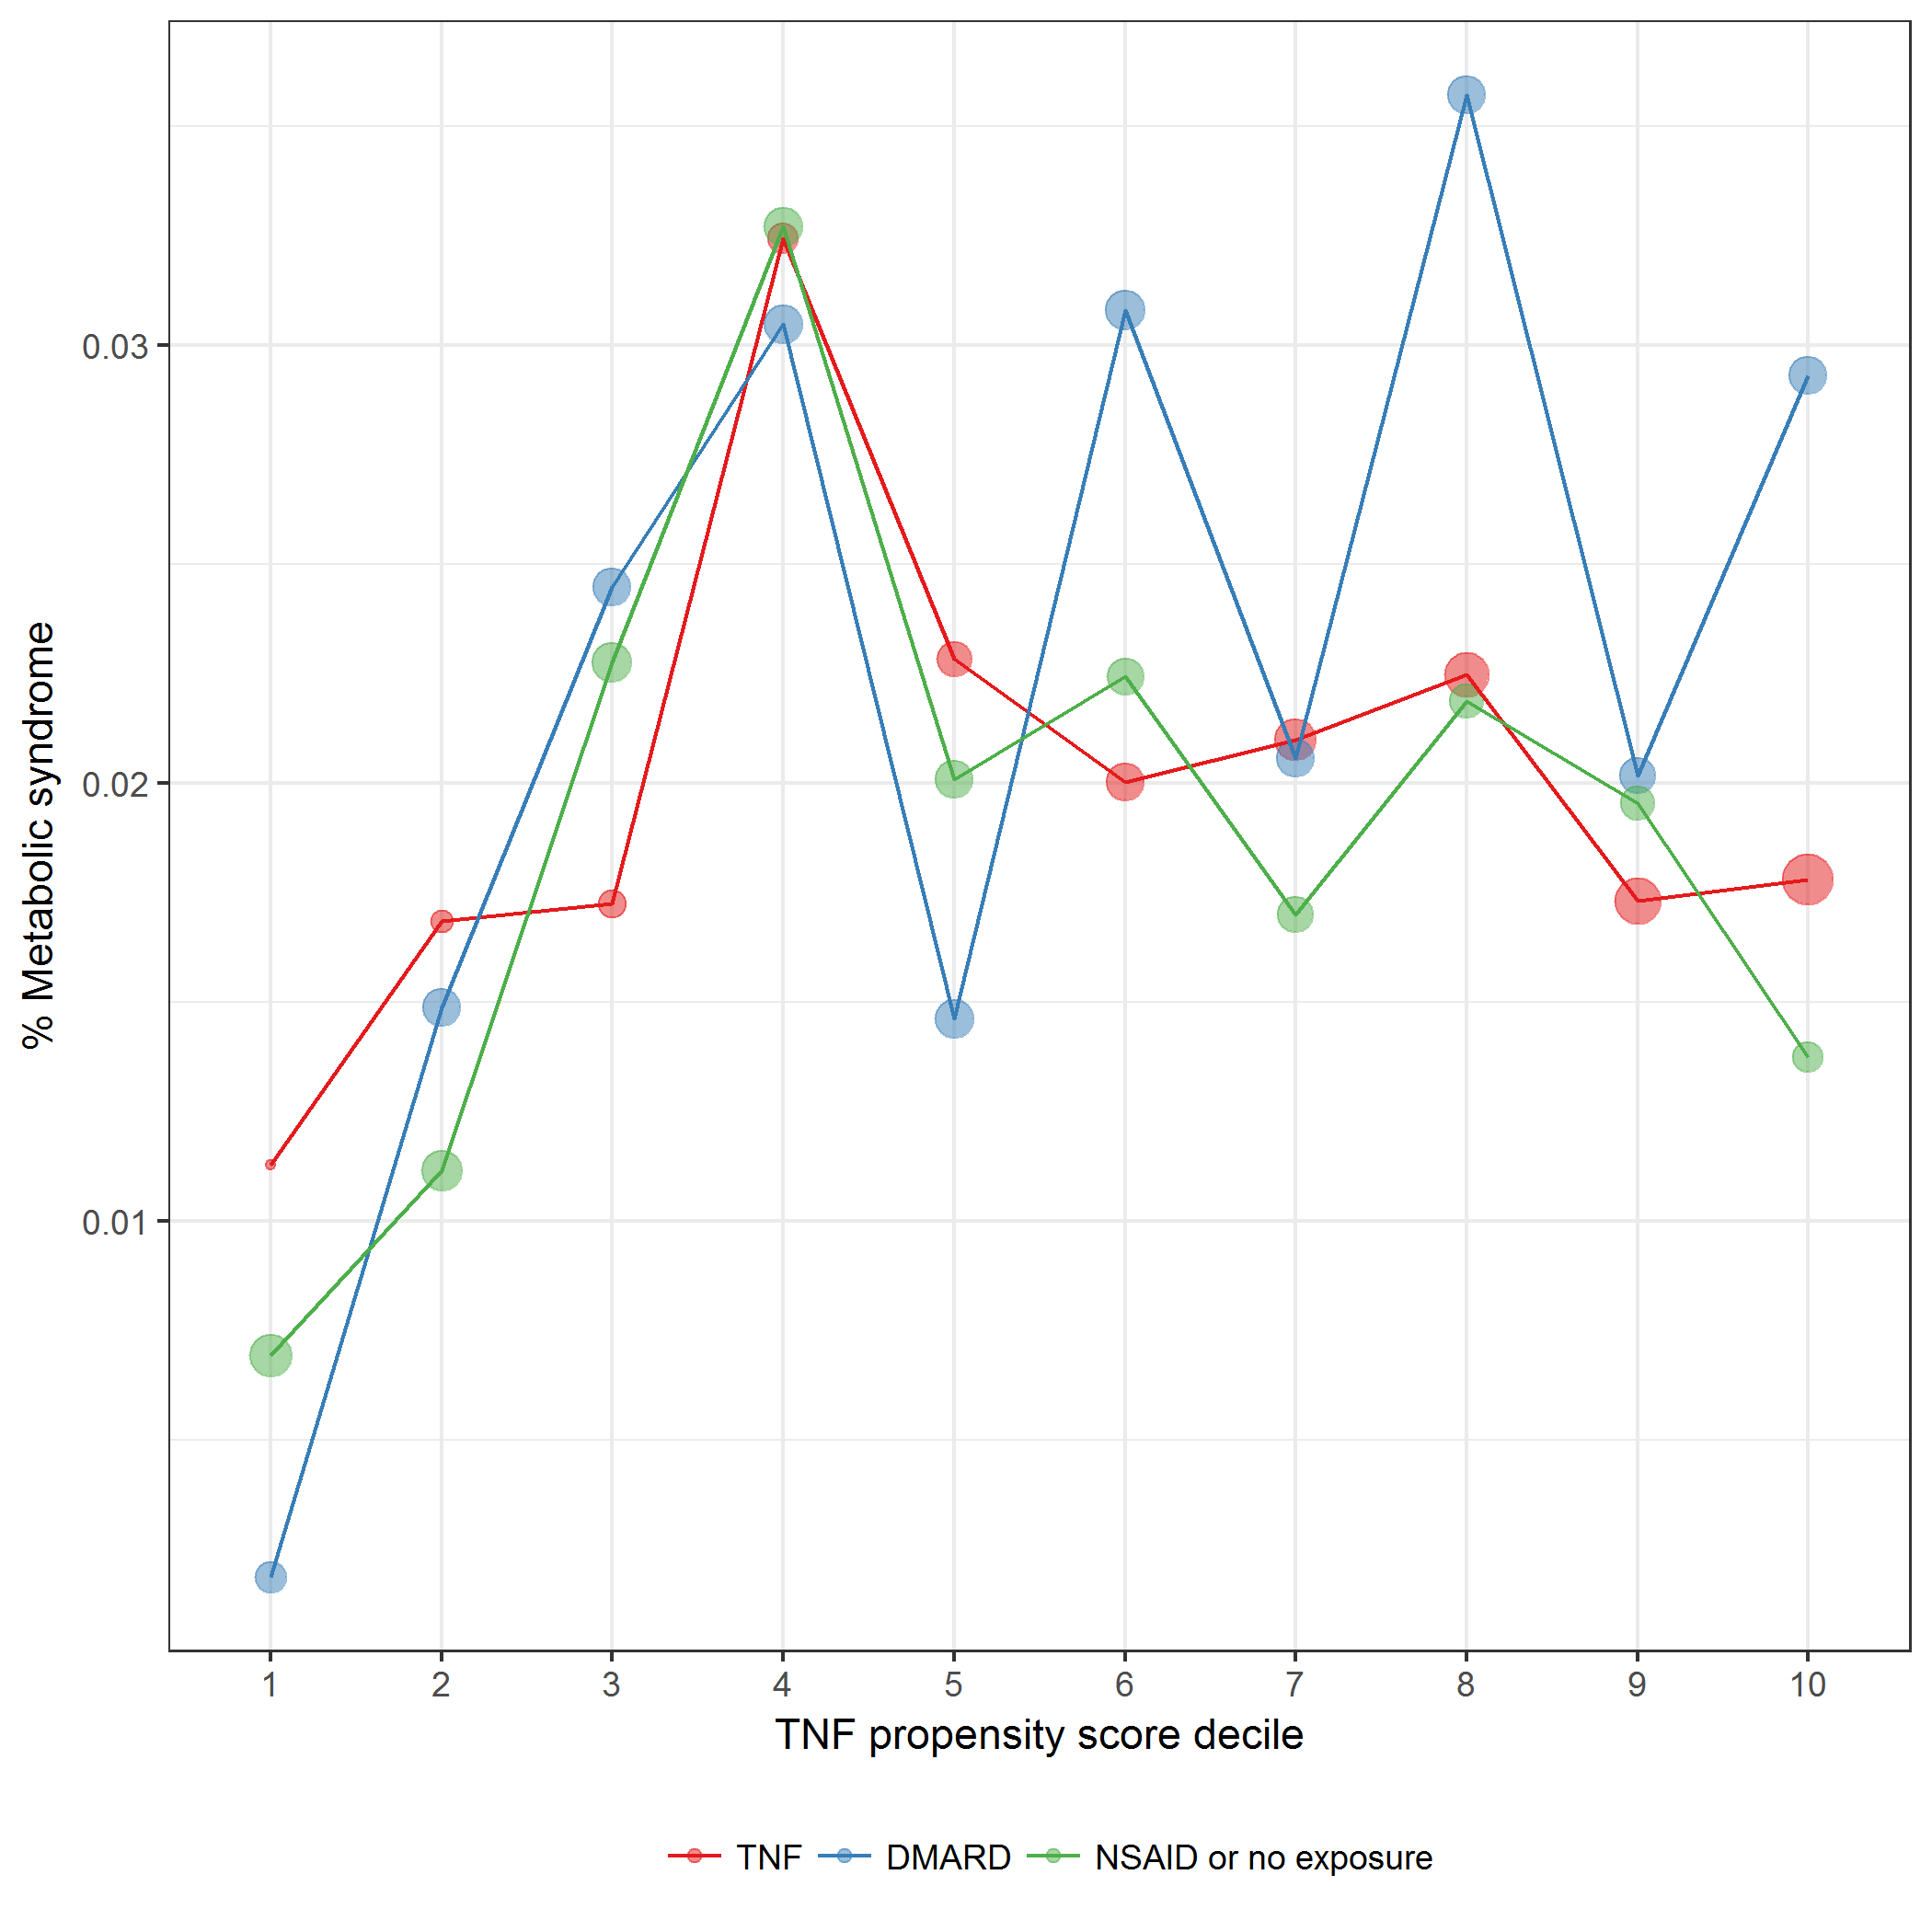 % Metabolic syndrome
0.03
0.02
0.01
1 2 3 4 5 6 7 8 9 10
TNF propensity score decile
TNF DMARD NSAID or no exposure